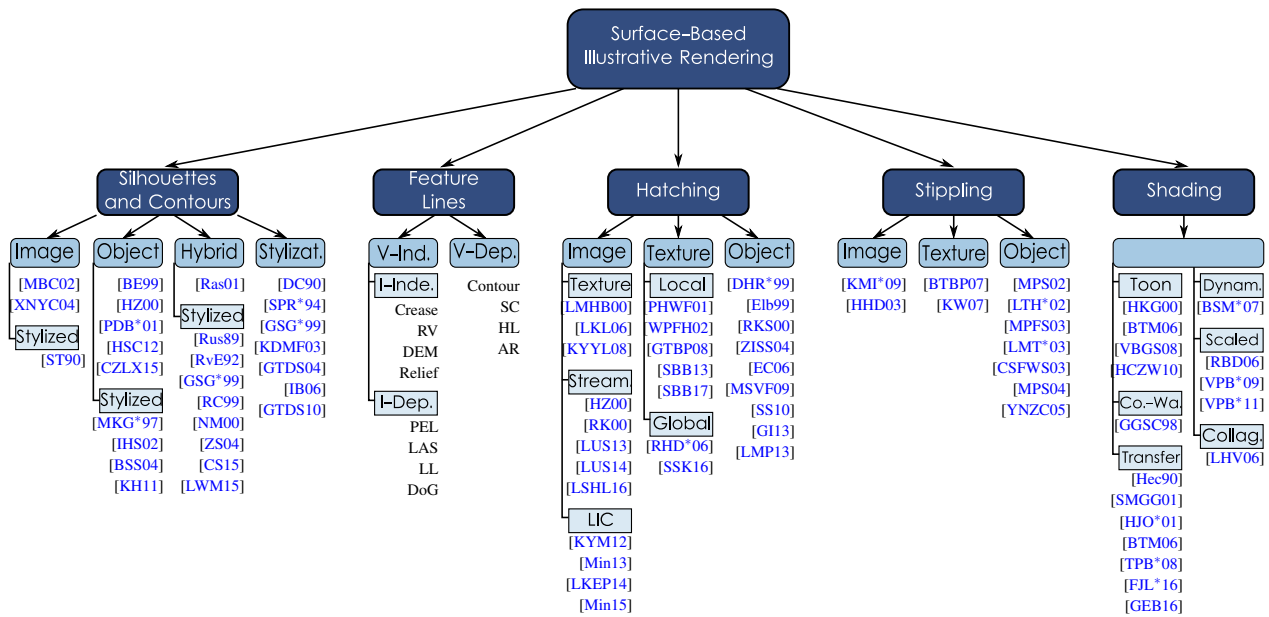 Surface-Based
Illustrative Rendering
Silhouettes
and Contours
Feature
Lines
Hatching
Stippling
Shading
Image
Object
Hybrid
Stylizat.
V-Ind.
V-Dep.
Image
Texture
Object
Image
Texture
Object
[MBC02]
[XNYC04]
Stylized
[ST90]
[BE99]
[HZ00]
[PDB*01]
[HSC12]
[CZLX15]
Stylized
[MKG*97]
[IHS02]
[BSS04]
[KH11]
[Ras01]
Stylized
[Rus89]
[RvE92]
[GSG*99]
[RC99]
[NM00]
[ZS04]
[CS15]
[LWM15]
[DC90]
[SPR*94]
[GSG*99]
[KDMF03]
[GTDS04]
[IB06]
[GTDS10]
I-Inde.
Crease
RV
DEM
Relief
I-Dep.
PEL
LAS
LL
DoG
Contour
SC
HL
AR
Texture
[LMHB00]
[LKL06]
[KYYL08]
Stream.
[HZ00]
[RK00]
[LUS13]
[LUS14]
[LSHL16]
LIC
[KYM12]
[Min13]
[LKEP14]
[Min15]
Local
[PHWF01]
[WPFH02]
[GTBP08]
[SBB13]
[SBB17]
Global
[RHD*06]
[SSK16]
[DHR*99]
[Elb99]
[RKS00]
[ZISS04]
[EC06]
[MSVF09]
[SS10]
[GI13]
[LMP13]
[KMI*09]
[HHD03]
[BTBP07]
[KW07]
[MPS02]
[LTH*02]
[MPFS03]
[LMT*03]
[CSFWS03]
[MPS04]
[YNZC05]
Toon
[HKG00]
[BTM06]
[VBGS08]
[HCZW10]
Co.-Wa.
[GGSC98]
Transfer
[Hec90]
[SMGG01]
[HJO*01]
[BTM06]
[TPB*08]
[FJL*16]
[GEB16]
Dynam.
[BSM*07]
Scaled
[RBD06]
[VPB*09]
[VPB*11]
Collag.
[LHV06]